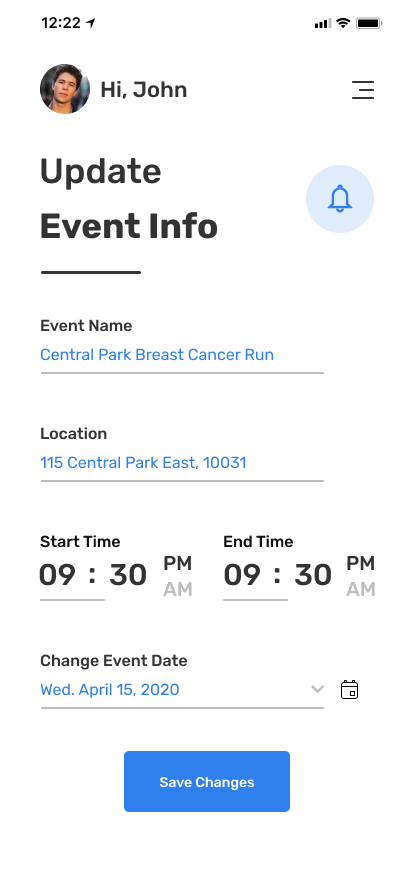 12:22
Hi, John
Update
Event Info
Event Name
Central Park Breast Cancer Run
Location
115 Central Park East, 10031
Start Time End Time
09 : 30 PM AM 09 : 30 PM AM
Change Event Date
Wed. April 15, 2020
Save Changes